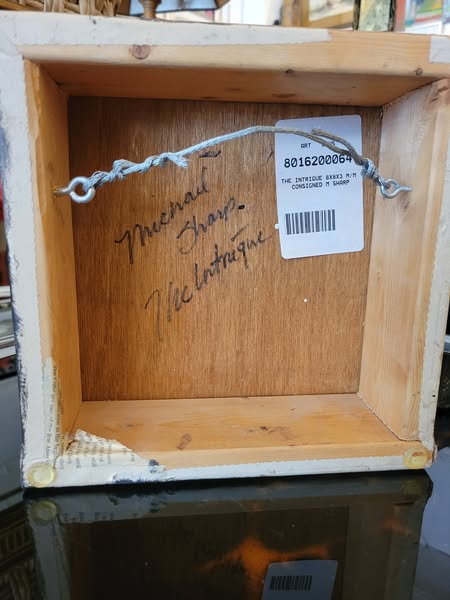 ART
8016200064
THE INTRIGUE 8X8X3 M/M
CONSIGNED M SHARP
Michael
Sharp.
The Intrigue